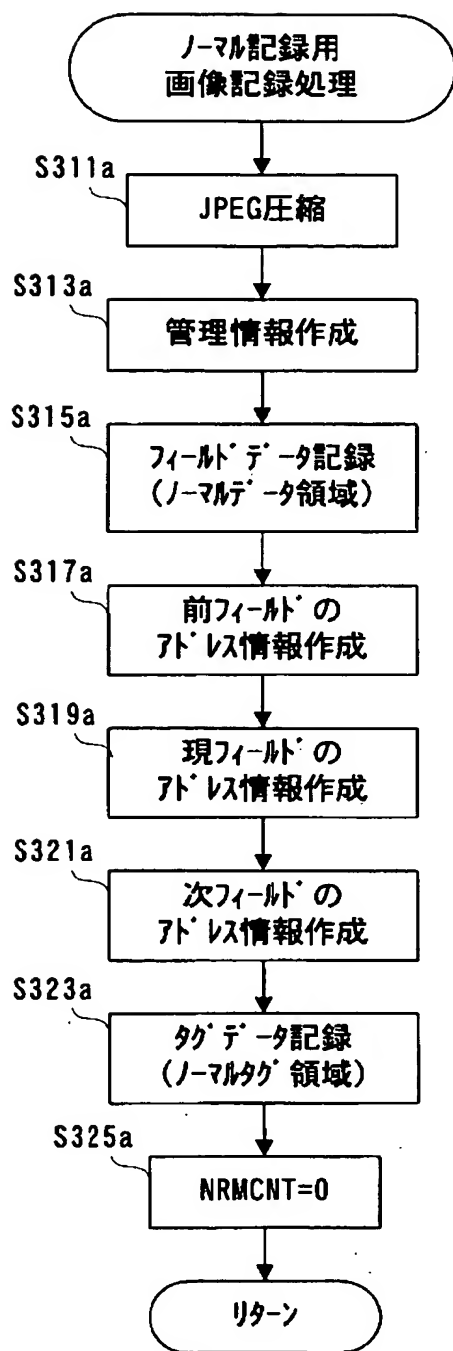 ノーマル記録用
画像記録処理
S311a
JPEG圧縮
S313a
管理情報作成
S315a
フィールドデータ記録
(ノーマルデータ領域)
S317a
前フィールドの
アドレス情報作成
S319a
現フィールドの
アドレス情報作成
S321a
次フィールドの
アドレス情報作成
S323a
タグデータ記録
(ノーマルタグ領域)
S325a
NRMCNT=0
リターン